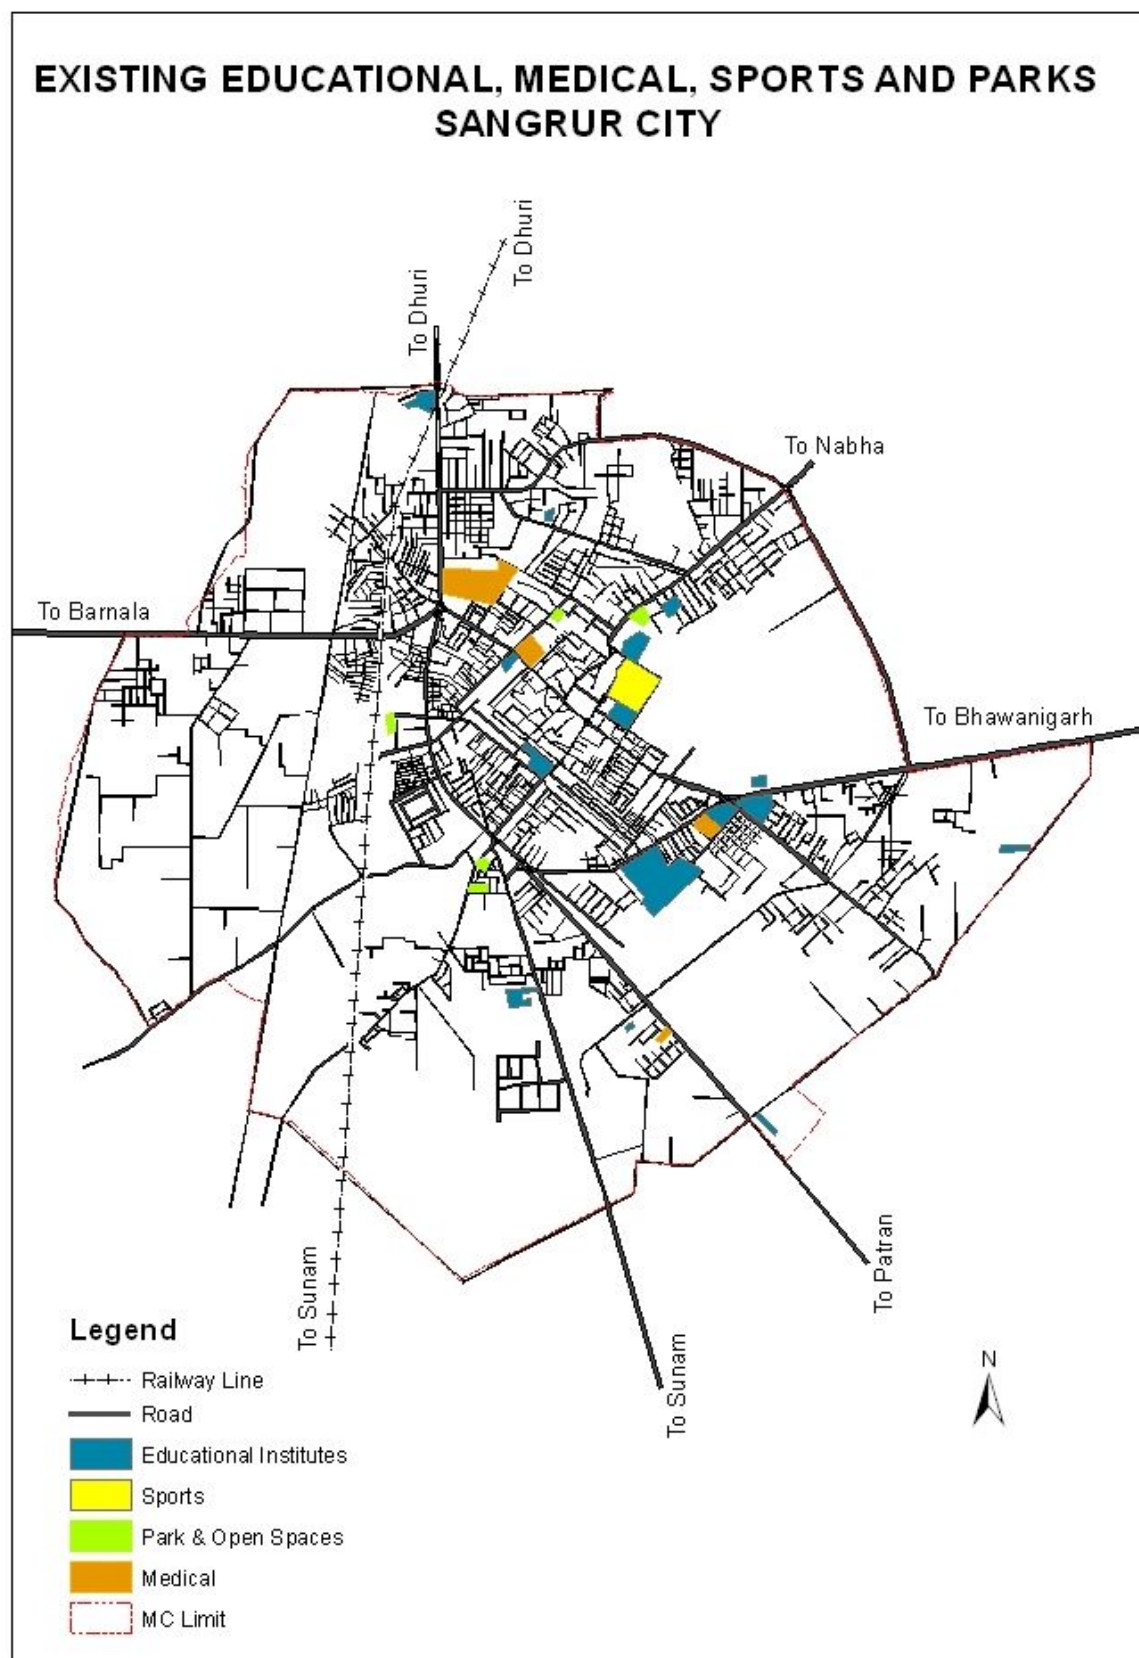 EXISTING EDUCATIONAL, MEDICAL, SPORTS AND PARKS
SANGRUR CITY
To Dhuri
To Dhuri
To Nabha
To Barnala
To Bhawanigarh
To Patran
To Sunam
To Sunam
Legend
Railway Line
Road
Educational Institutes
Sports
Park & Open Spaces
Medical
MC Limit
N